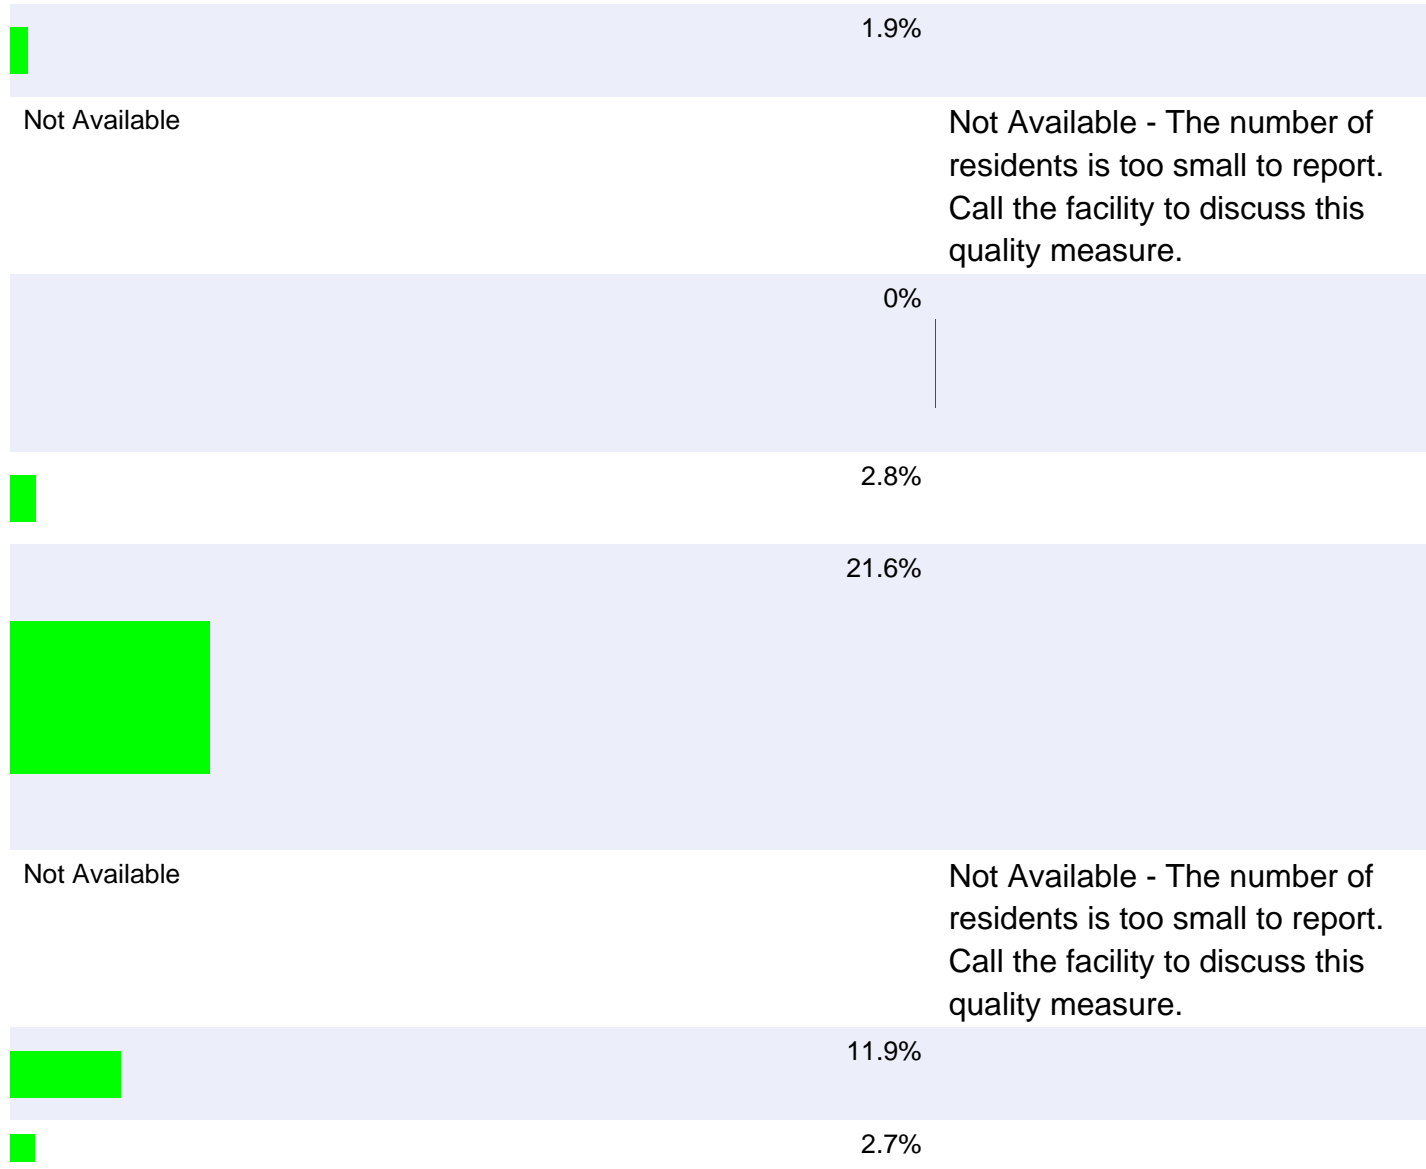 1.9%
Not Available
Not Available - The number of
residents is too small to report.
Call the facility to discuss this
quality measure.
0%
2.8%
21.6%
Not Available
Not Available - The number of
residents is too small to report.
Call the facility to discuss this
quality measure.
11.9%
2.7%